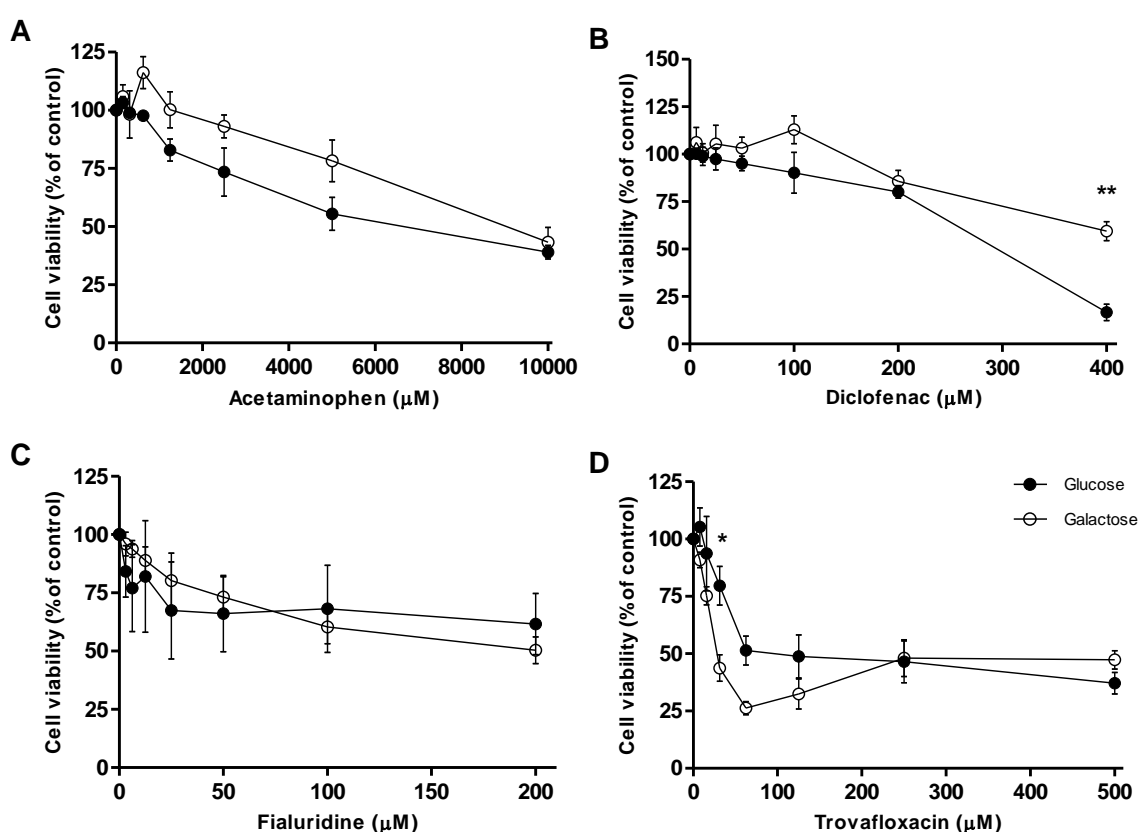 A
Cell viability (% of control)
125
100
75
50
25
0
0 2000 4000 6000 8000 10000
Acetaminophen (μM)
B
Cell viability (% of control)
150
125
100
75
50
25
0
**
0 100 200 300 400
Diclofenac (μM)
C
Cell viability (% of control)
125
100
75
50
25
0
0 50 100 150 200
Fialuridine (μM)
D
Cell viability (% of control)
125
100
75
50
25
0
*
Glucose
Galactose
0 100 200 300 400 500
Trovafloxacin (μM)